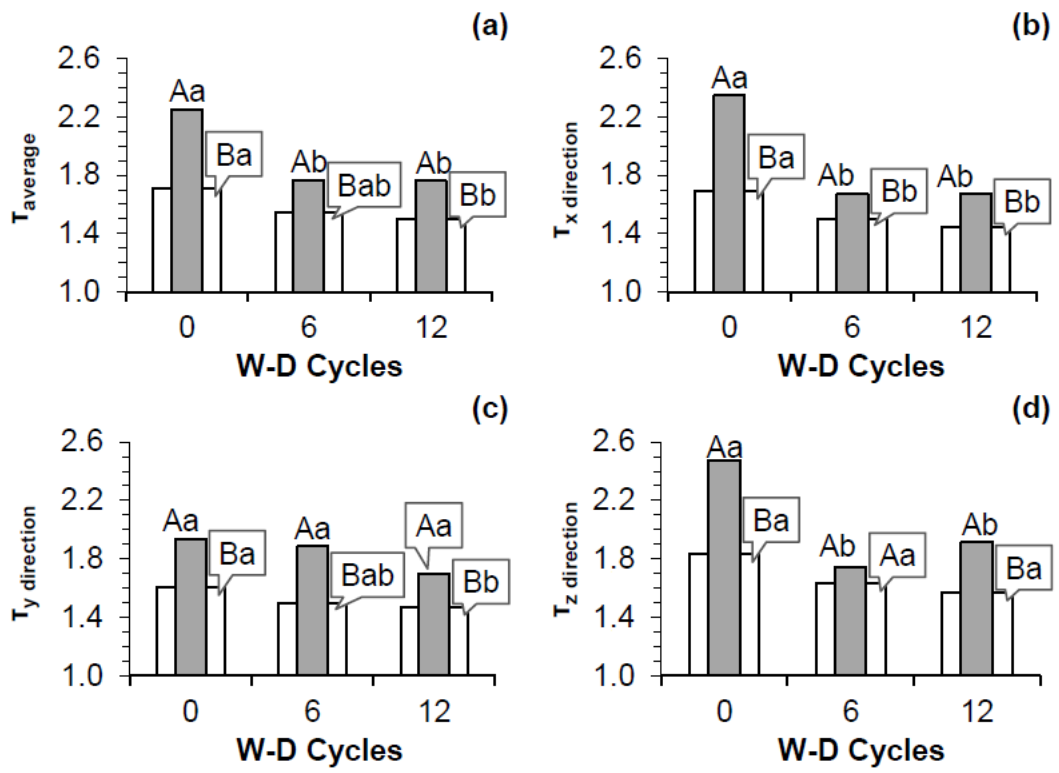 (a)
2.6
2.2
1.8
1.4
1.0
τaverage
Aa
Ba
Ab
Bab
Ab
Bb
0 6 12
W-D Cycles
(b)
2.6
2.2
1.8
1.4
1.0
τx direction
Aa
Ba
Ab
Bb
Ab
Bb
0 6 12
W-D Cycles
(c)
2.6
2.2
1.8
1.4
1.0
τy direction
Aa
Ba
Aa
Bab
Aa
Bb
0 6 12
W-D Cycles
(d)
2.6
2.2
1.8
1.4
1.0
τz direction
Aa
Ba
Ab
Aa
Ab
Ba
0 6 12
W-D Cycles